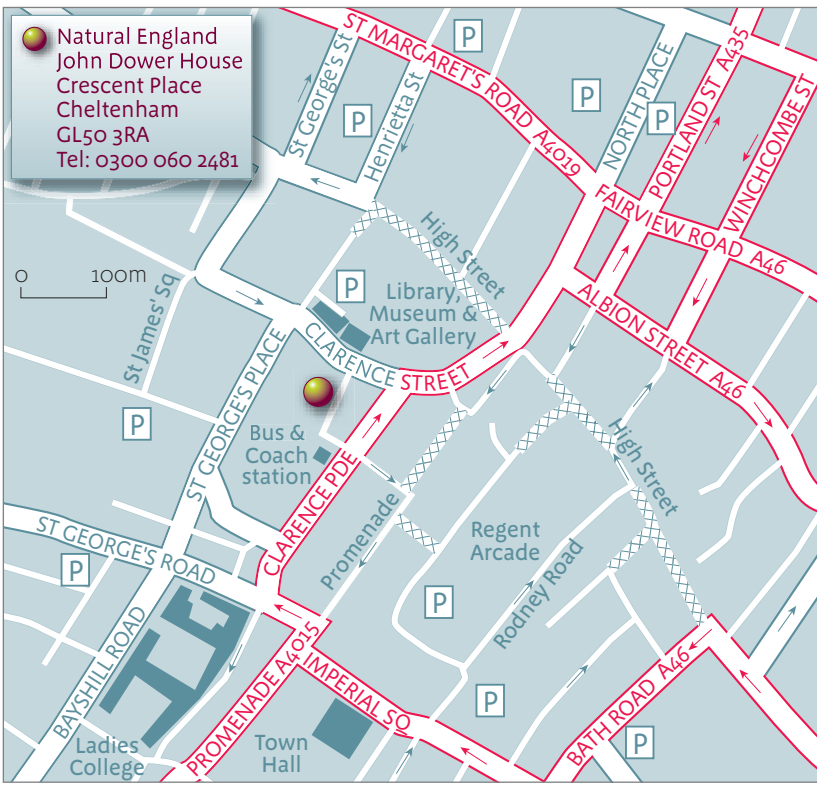 Natural England
John Dower House
Crescent Place
Cheltenham
GL50 3RA
Tel: 0300 060 2481
ST MARGARET'S ROAD A4019
P
St George's St
P
Henrietta St
P
NORTH PLACE
P
PORTLAND ST A435
WINCHCOMBE ST
FAIRVIEW ROAD A46
High Street
0 100m
St James' Sq
P
Library,
Museum &
Art Gallery
ALBION STREET A46
CLARENCE STREET
ST GEORGE'S PLACE
P
Bus &
Coach
station
CLARENCE PDE
High Street
Promenade
Regent
Arcade
Rodney Road
ST GEORGE'S ROAD
P
P
BAYSHILL ROAD
PROMENADE A4015
IMPERIAL SQ
P
BATH ROAD A46
P
Ladies
College
Town
Hall